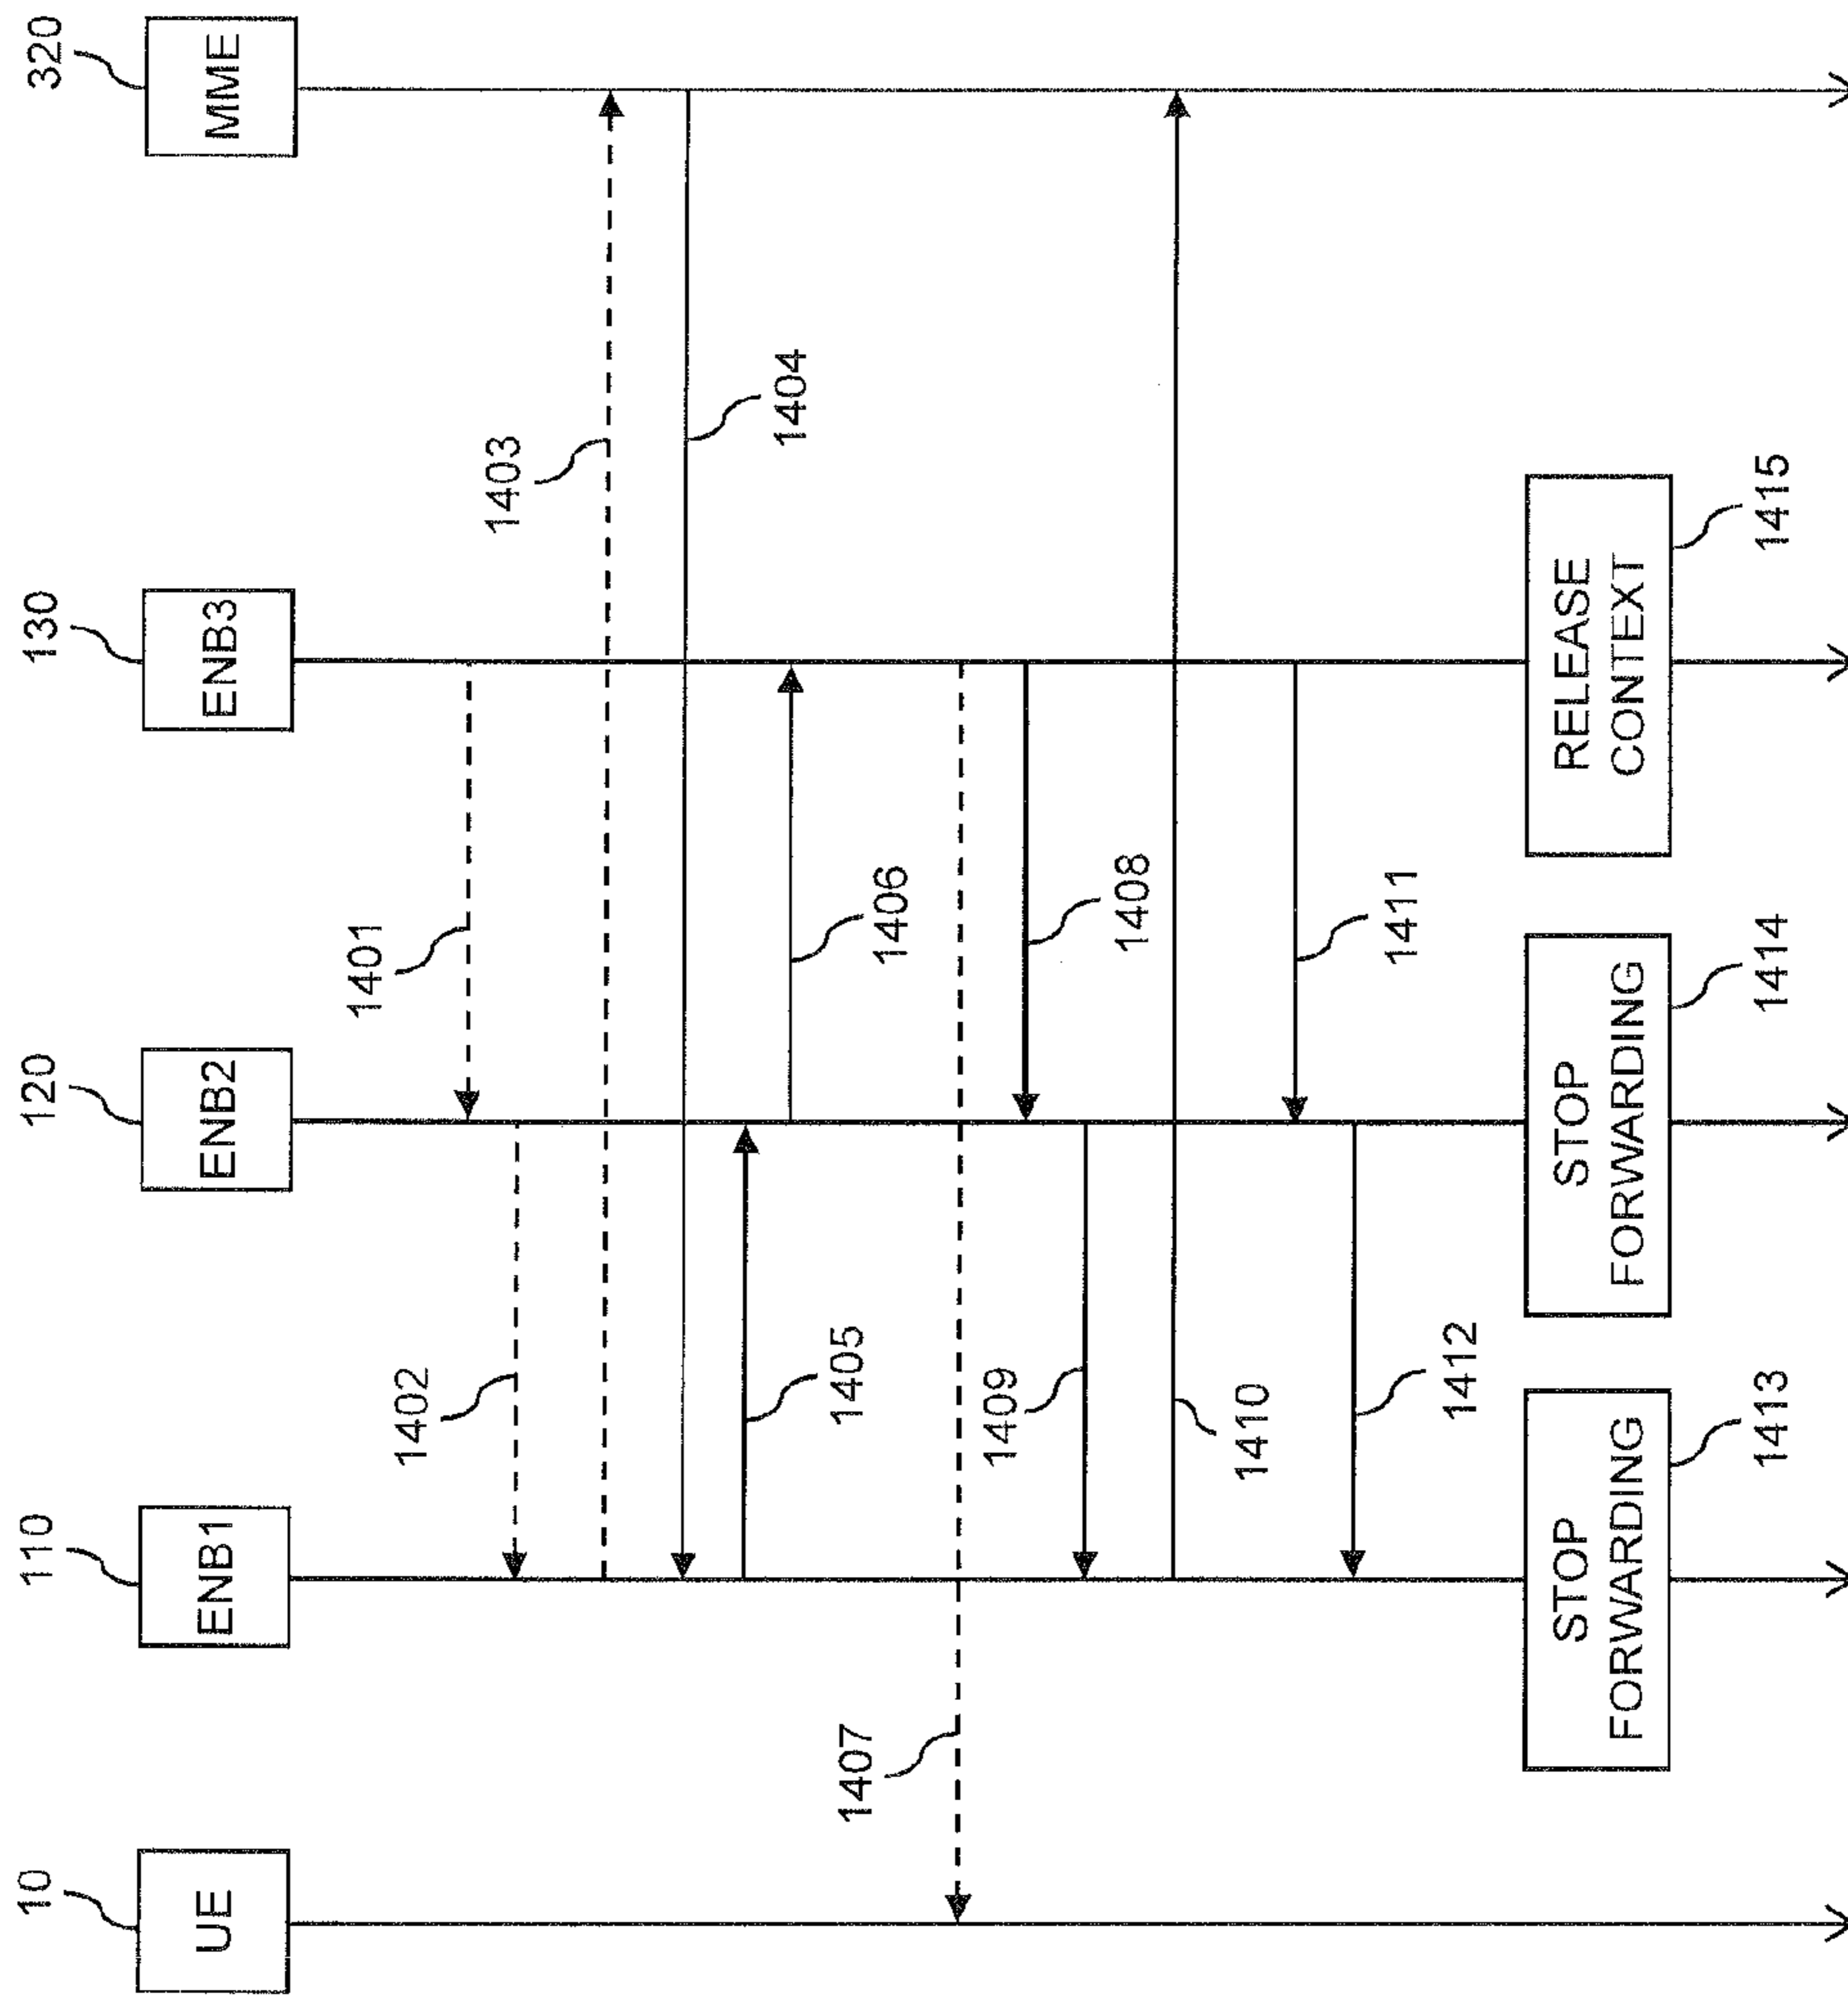 10
UE
110
ENB1
120
ENB2
130
ENB3
320
MME
1401
1402
1403
1404
1405
1406
1407
1408
1409
1410
1411
1412
STOP
FORWARDING
1413
STOP
FORWARDING
1414
RELEASE
CONTEXT
1415